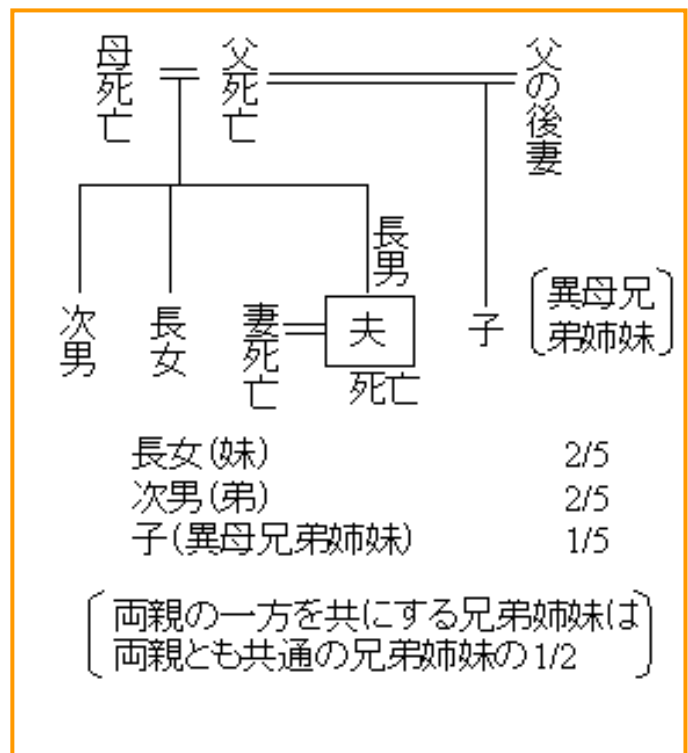 母死亡
父死亡
父の後妻
長男
次男
長女
妻死亡
夫
死亡
子
異母兄
弟姉妹
長女(妹) 2/5
次男(弟) 2/5
子(異母兄弟姉妹) 1/5
両親の一方を共にする兄弟姉妹は
両親とも共通の兄弟姉妹の1/2